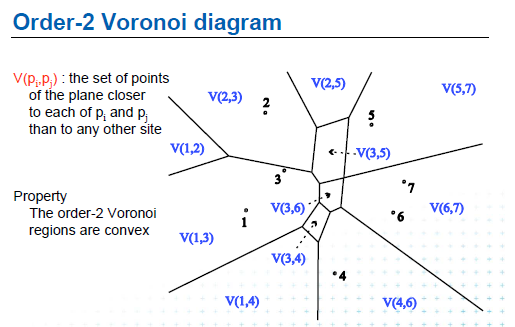 Order-2 Voronoi diagram
V(pi,pj) : the set of points
of the plane closer
to each of pi and pj
than to any other site
Property
The order-2 Voronoi
regions are convex
V(2,5)
V(5,7)
V(2,3)
2
5
V(1,2)
V(3,5)
3
7
V(3,6)
V(6,7)
1
6
V(1,3)
V(3,4)
4
V(1,4)
V(4,6)